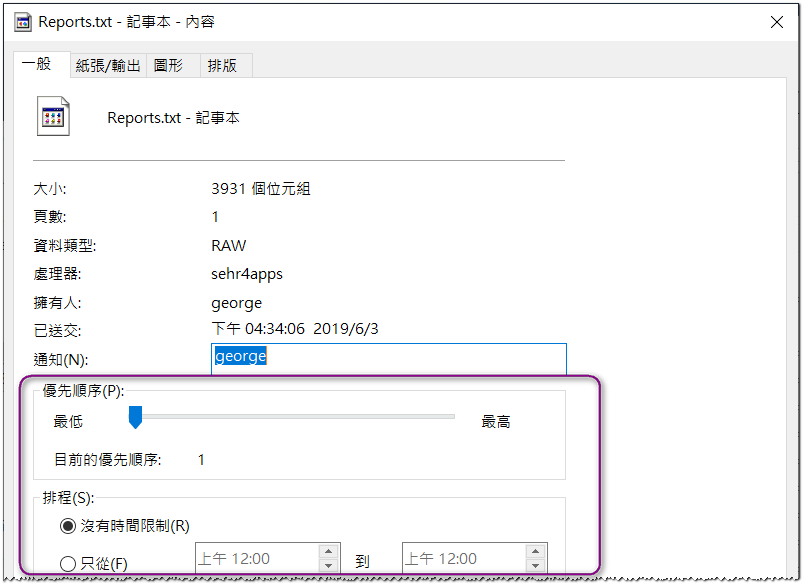 Reports.txt - 記事本 - 內容
一般 紙張/輸出 圖形 排版
Reports.txt - 記事本
大小: 3931 個位元組
頁數: 1
資料類型: RAW
處理器: sehr4apps
擁有人: george
已送交: 下午 04:34:06 2019/6/3
通知(N): george
優先順序(P):
最低 最高
目前的優先順序: 1
排程(S):
沒有時間限制(R)
只從(F) 上午 12:00 到 上午 12:00